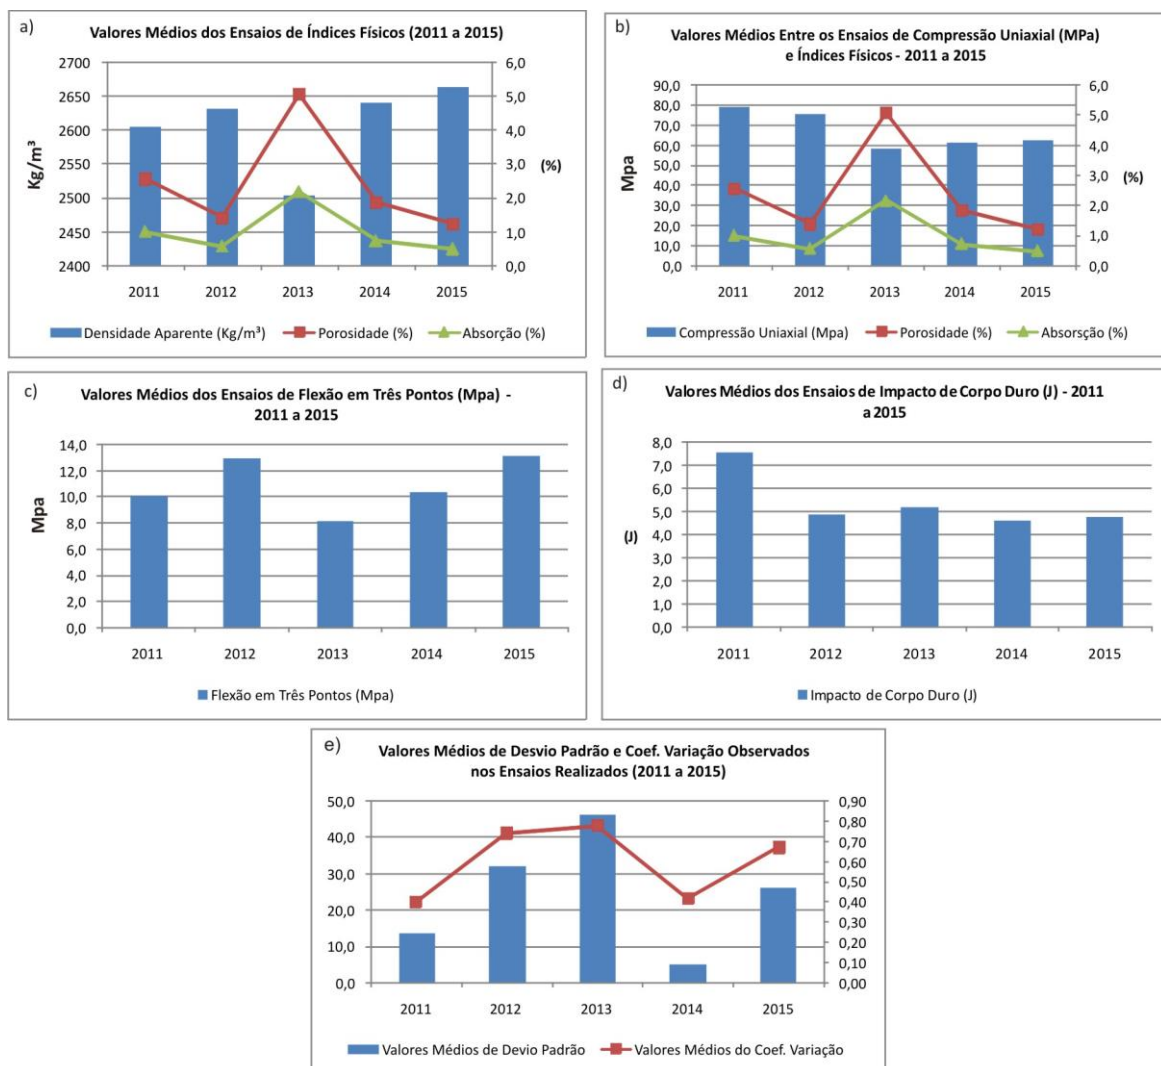 a)
Valores Médios dos Ensaios de Índices Físicos (2011 a 2015)
2700
2650
2600
2550
2500
2450
2400
Kg/m³
6,0
5,0
4,0
3,0
2,0
1,0
0,0
(%)
2011 2012 2013 2014 2015
Densidade Aparente (Kg/m³) Porosidade (%) Absorção (%)
b)
Valores Médios Entre os Ensaios de Compressão Uniaxial (MPa)
e Índices Físicos - 2011 a 2015
90,0
80,0
70,0
60,0
50,0
40,0
30,0
20,0
10,0
0,0
Mpa
6,0
5,0
4,0
3,0
2,0
1,0
0,0
(%)
2011 2012 2013 2014 2015
Compressão Uniaxial (Mpa) Porosidade (%) Absorsção (%)
c)
Valores Médios dos Ensaios de Flexão em Três Pontos (Mpa) -
2011 a 2015
14,0
12,0
10,0
8,0
6,0
4,0
2,0
0,0
Mpa
2011 2012 2013 2014 2015
Flexão em Três Pontos (Mpa)
d)
Valores Médios dos Ensaios de Impacto de Corpo Duro (J) - 2011
a 2015
8,0
7,0
6,0
5,0
4,0
3,0
2,0
1,0
0,0
(J)
2011 2012 2013 2014 2015
Impacto de Corpo Duro (J)
e)
Valores Médios de Desvio Padrão e Coef. Variação Observados
nos Ensaios Realizados (2011 a 2015)
50,0
40,0
30,0
20,0
10,0
0,0
0,90
0,80
0,70
0,60
0,50
0,40
0,30
0,20
0,10
0,00
2011 2012 2013 2014 2015
Valores Médios de Devio Padrão Valores Médios do Coef. Variação